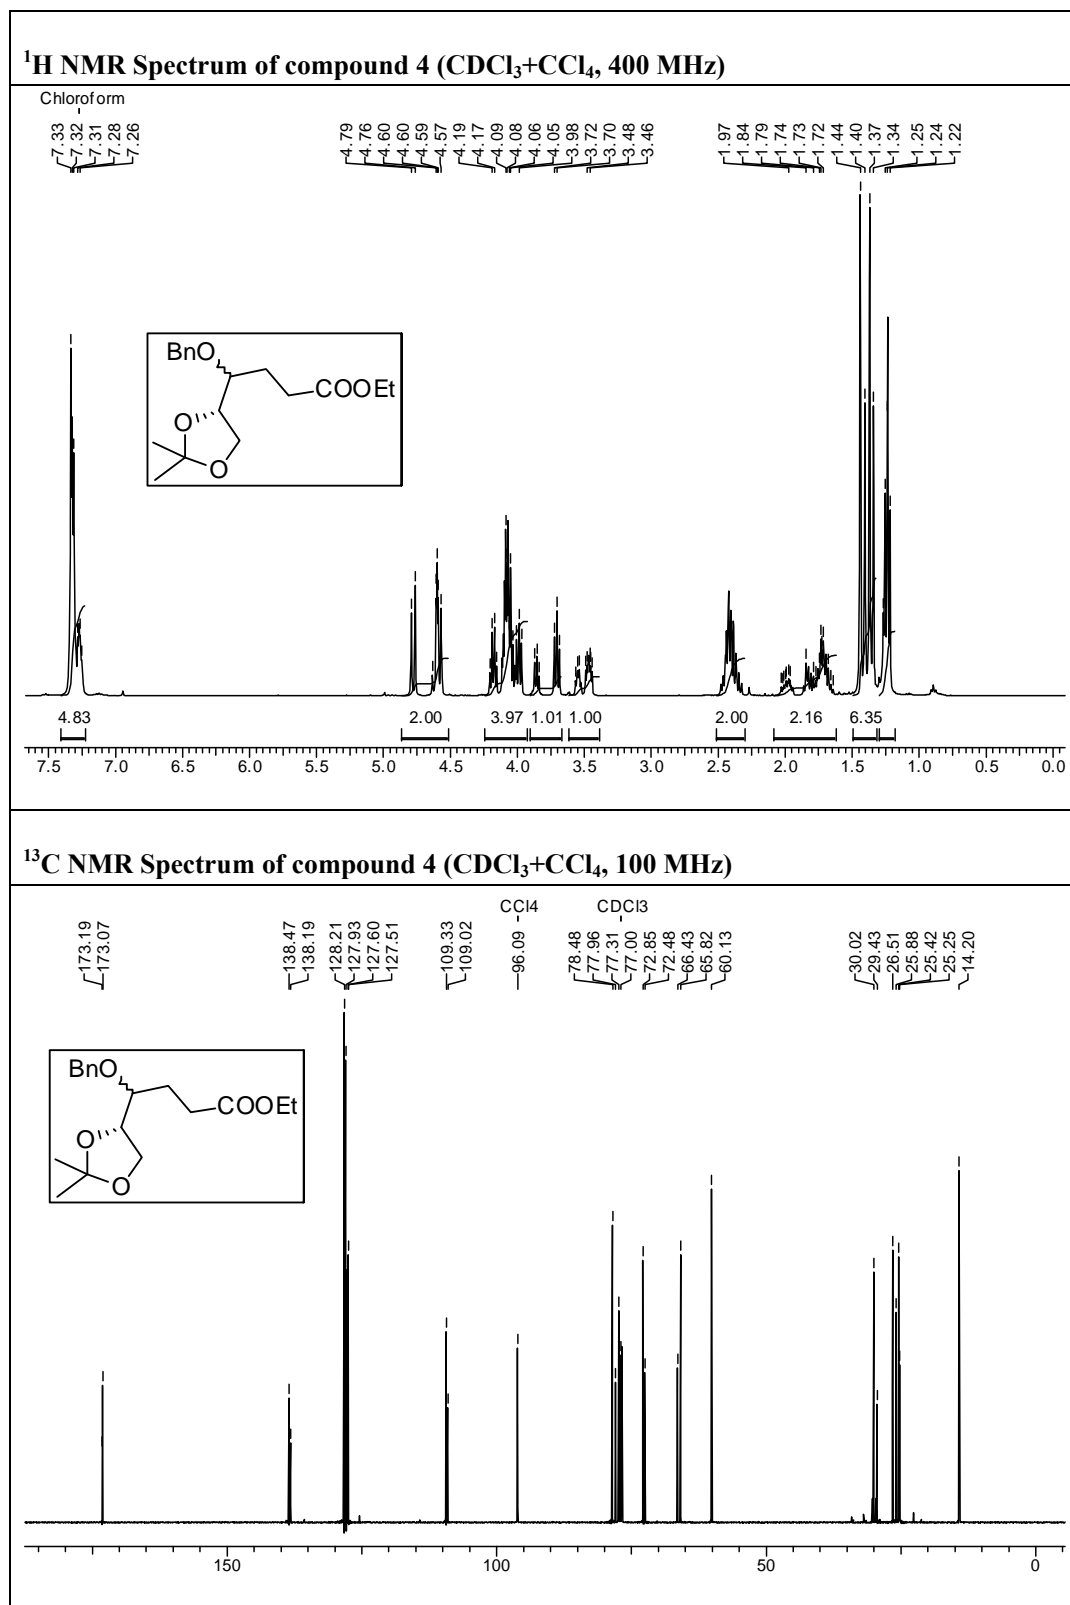 ¹H NMR Spectrum of compound 4 (CDCl₃+CCl₄, 400 MHz)
Chloroform
7.33 7.32 7.31 7.28 7.26 4.79 4.76 4.60 4.60 4.59 4.57 4.19 4.17 4.09 4.08 4.06 4.05 3.98 3.72 3.70 3.48 3.46 1.97 1.84 1.79 1.74 1.73 1.72 1.44 1.40 1.37 1.34 1.25 1.24 1.22
BnO
COOEt
O
O
4.83 2.00 3.97 1.01 1.00 2.00 2.16 6.35
7.5 7.0 6.5 6.0 5.5 5.0 4.5 4.0 3.5 3.0 2.5 2.0 1.5 1.0 0.5 0.0
¹³C NMR Spectrum of compound 4 (CDCl₃+CCl₄, 100 MHz)
CCl4 CDCl3
173.19 173.07 138.47 138.19 128.21 127.93 127.60 127.51 109.33 109.02 96.09 78.48 77.96 77.31 77.00 72.85 72.48 66.43 65.82 60.13 30.02 29.43 26.51 25.88 25.42 25.25 14.20
BnO
COOEt
O
O
150 100 50 0